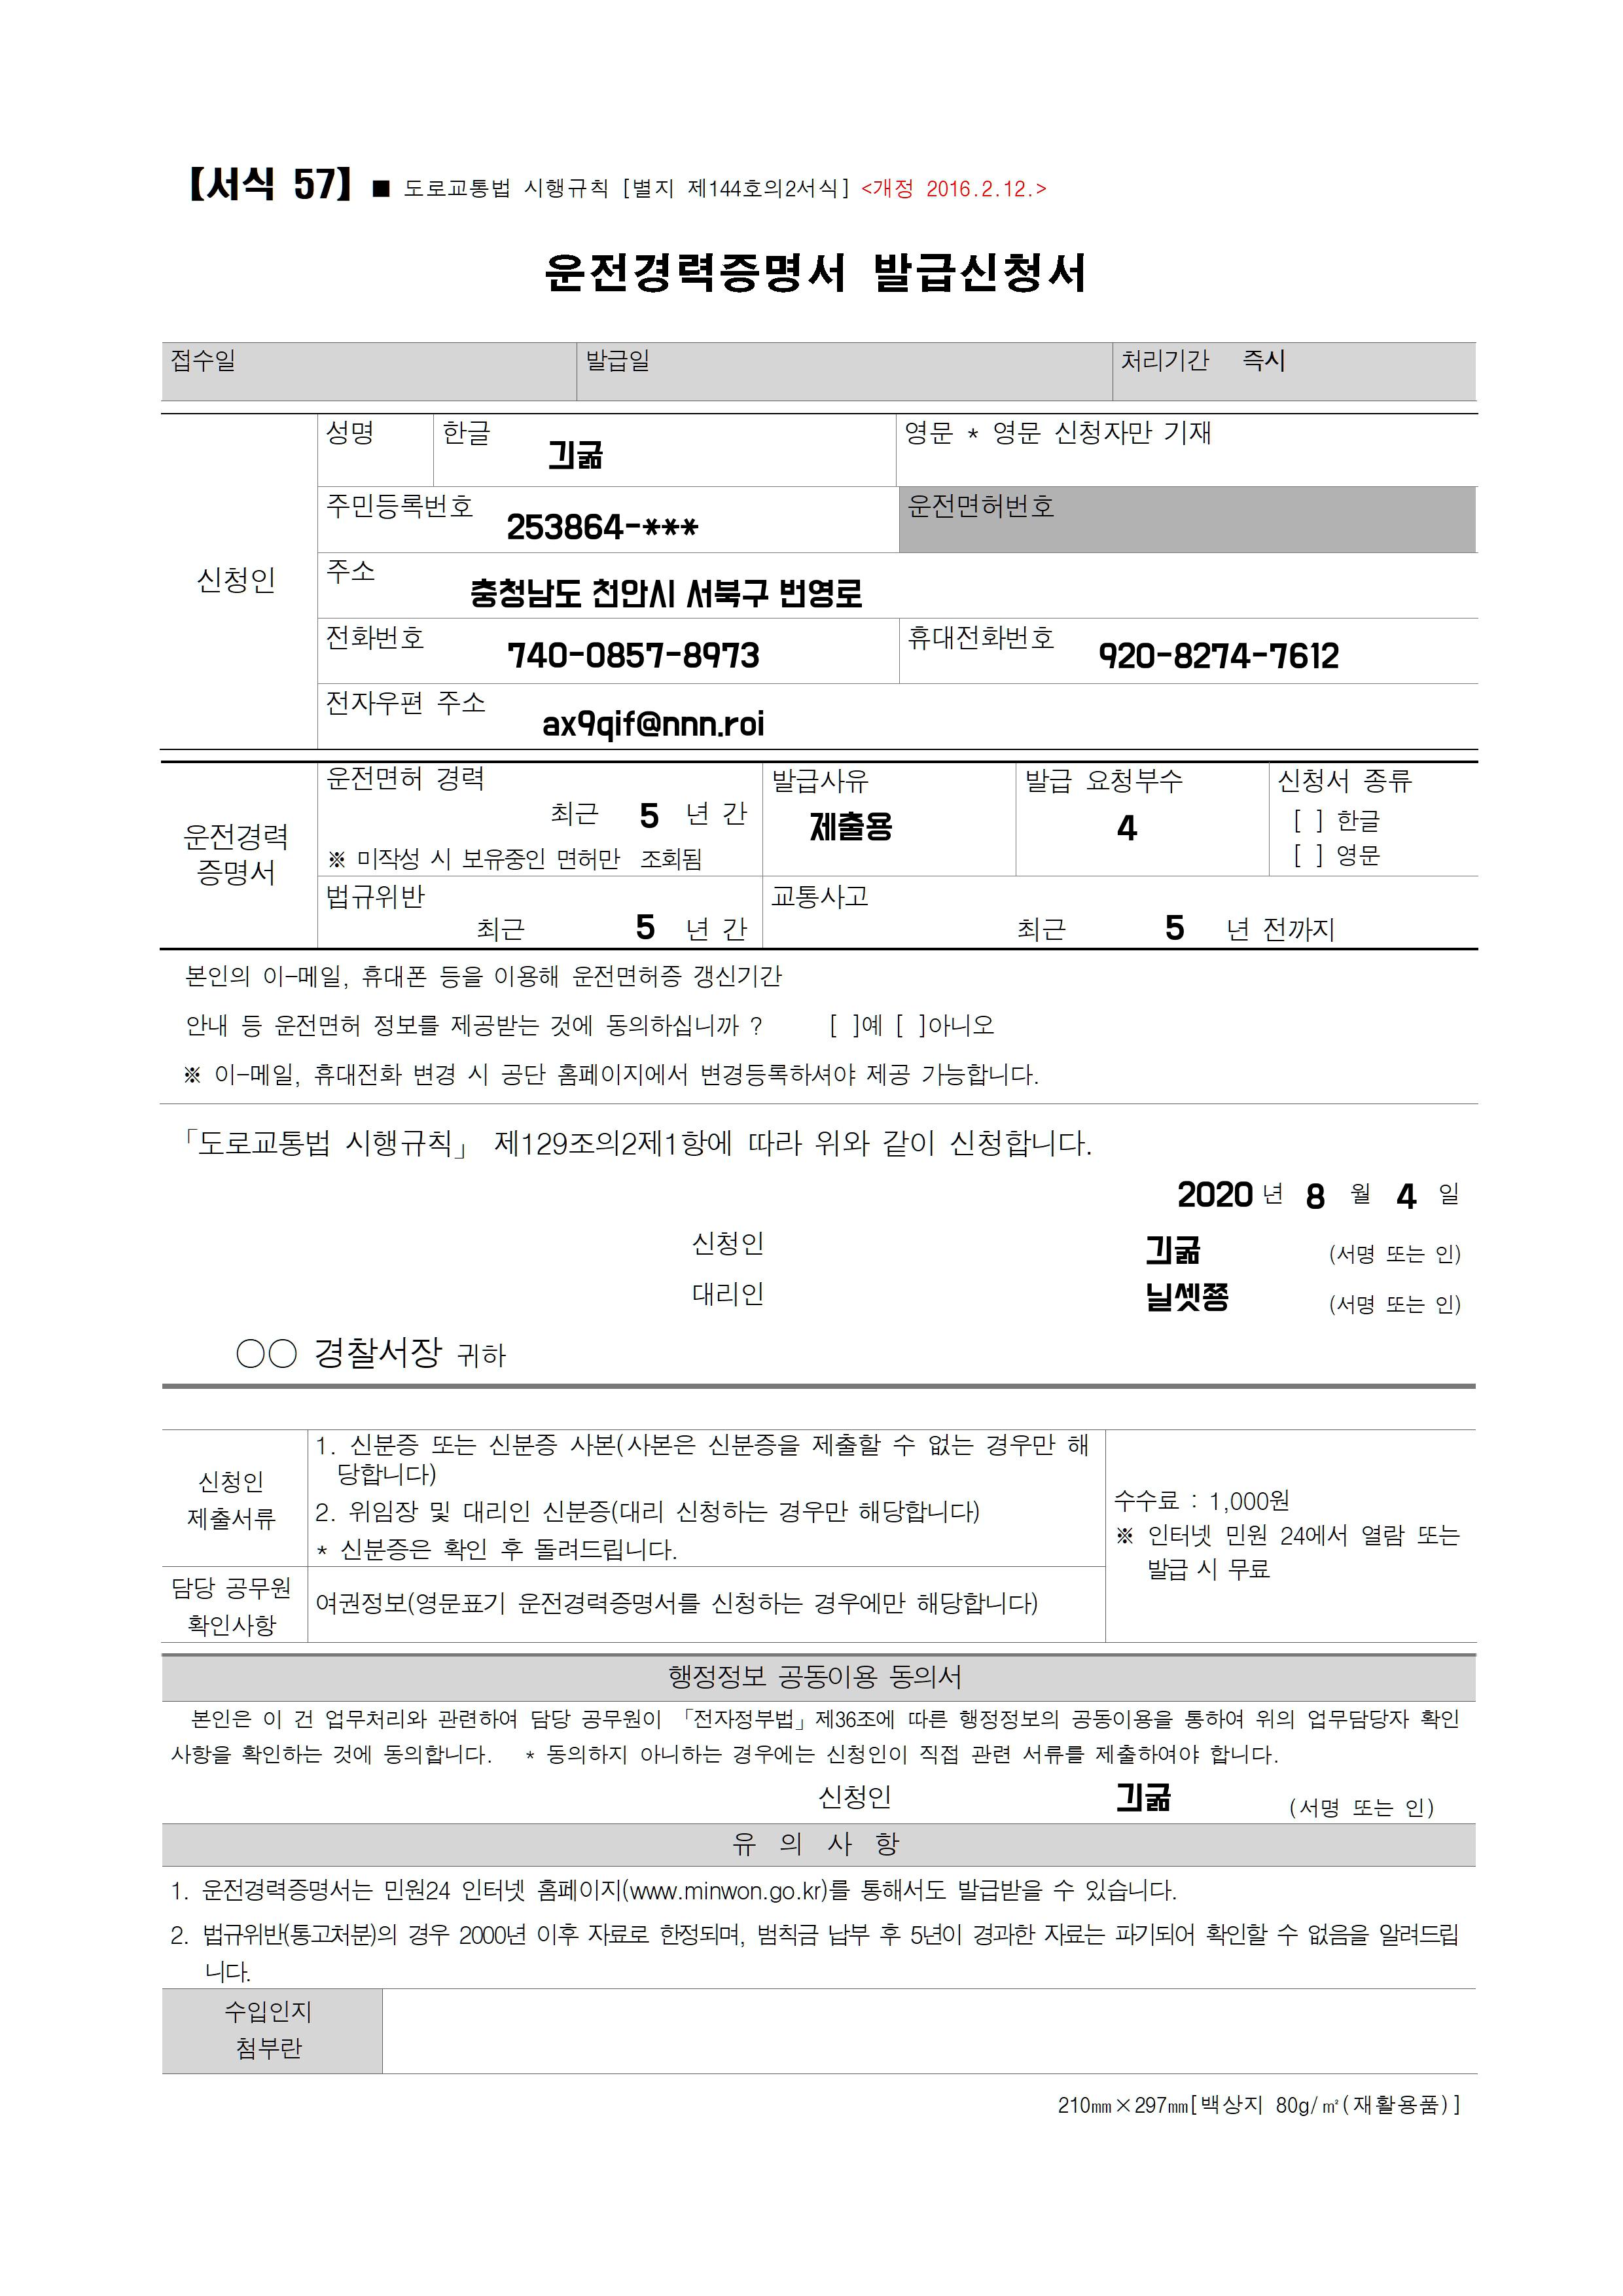 【서식 57】 ■ 도로교통법 시행규칙 [별지 제144호의2서식] <개정 2016.2.12.>
운전경력증명서 발급신청서
접수일 발급일 처리기간 즉시
신청인
성명 한글 긔굶 영문 * 영문 신청자만 기재
주민등록번호 253864-*** 운전면허번호
주소 충청남도 천안시 서북구 번영로
전화번호 740-0857-8973 휴대전화번호 920-8274-7612
전자우편 주소 ax9qif@nnn.roi
운전경력
증명서
운전면허 경력
최근 5 년 간
※ 미작성 시 보유중인 면허만 조회됨
발급사유
제출용
발급 요청부수
4
신청서 종류
[ ] 한글
[ ] 영문
법규위반
최근 5 년 간
교통사고
최근 5 년 전까지
본인의 이-메일, 휴대폰 등을 이용해 운전면허증 갱신기간
안내 등 운전면허 정보를 제공받는 것에 동의하십니까 ? [ ]예 [ ]아니오
※ 이-메일, 휴대전화 변경 시 공단 홈페이지에서 변경등록하셔야 제공 가능합니다.
「도로교통법 시행규칙」 제129조의2제1항에 따라 위와 같이 신청합니다.
2020 년 8 월 4 일
신청인 긔굶 (서명 또는 인)
대리인 닐셋쫑 (서명 또는 인)
○○ 경찰서장 귀하
신청인
제출서류
1. 신분증 또는 신분증 사본(사본은 신분증을 제출할 수 없는 경우만 해
당합니다)
2. 위임장 및 대리인 신분증(대리 신청하는 경우만 해당합니다)
* 신분증은 확인 후 돌려드립니다.
수수료 : 1,000원
※ 인터넷 민원 24에서 열람 또는
발급 시 무료
담당 공무원
확인사항
여권정보(영문표기 운전경력증명서를 신청하는 경우에만 해당합니다)
행정정보 공동이용 동의서
본인은 이 건 업무처리와 관련하여 담당 공무원이 「전자정부법」제36조에 따른 행정정보의 공동이용을 통하여 위의 업무담당자 확인
사항을 확인하는 것에 동의합니다. * 동의하지 아니하는 경우에는 신청인이 직접 관련 서류를 제출하여야 합니다.
신청인 긔굶 (서명 또는 인)
유 의 사 항
1. 운전경력증명서는 민원24 인터넷 홈페이지(www.minwon.go.kr)를 통해서도 발급받을 수 있습니다.
2. 법규위반(통고처분)의 경우 2000년 이후 자료로 한정되며, 범칙금 납부 후 5년이 경과한 자료는 파기되어 확인할 수 없음을 알려드립
니다.
수입인지
첨부란
210㎜×297㎜[백상지 80g/㎡(재활용품)]